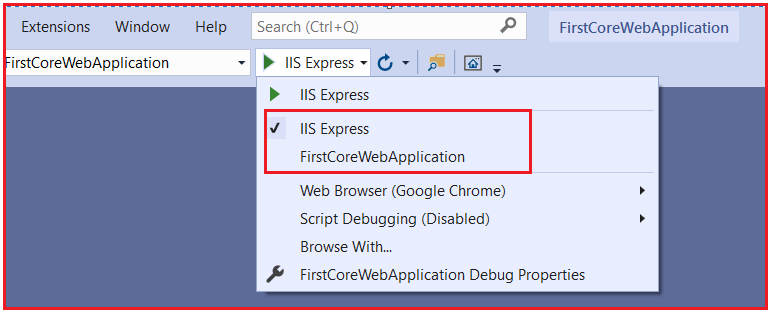 Extensions Window Help Search (Ctrl+Q) FirstCoreWebApplication
FirstCoreWebApplication IIS Express
IIS Express
IIS Express
FirstCoreWebApplication
Web Browser (Google Chrome)
Script Debugging (Disabled)
Browse With...
FirstCoreWebApplication Debug Properties